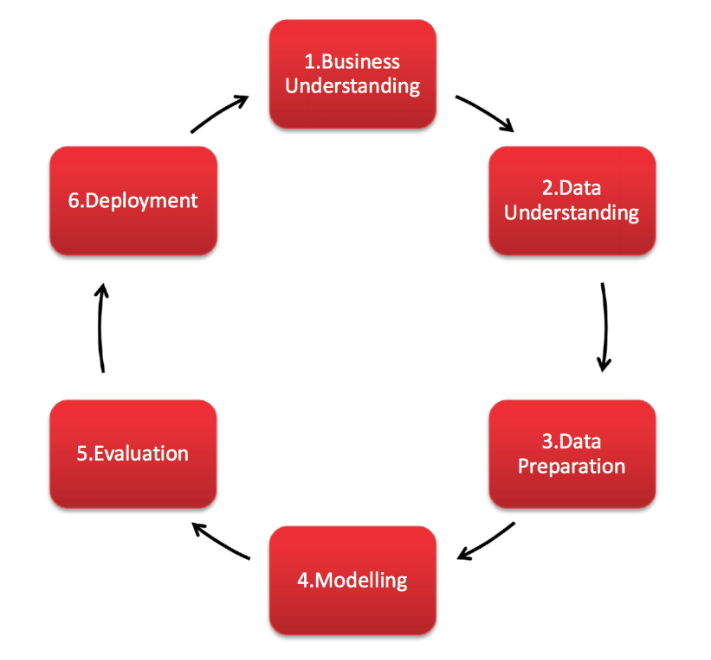 1.Business
Understanding
2.Data
Understanding
3.Data
Preparation
4.Modelling
5.Evaluation
6.Deployment